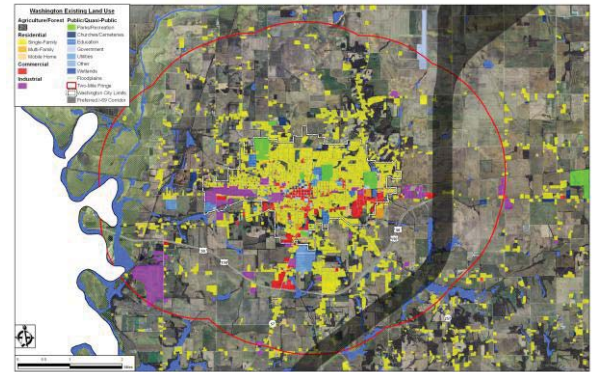 Washington Existing Land Use
Agriculture/Forest
Residential
Single-Family
Multi-Family
Mobile Home
Commercial
Industrial
Public/Quasi-Public
Parks/Recreation
Churches/Cemeteries
Education
Government
Utilities
Other
Wetlands
Floodplains
Two-Mile Fringe
Washington City Limits
Preferred I-69 Corridor